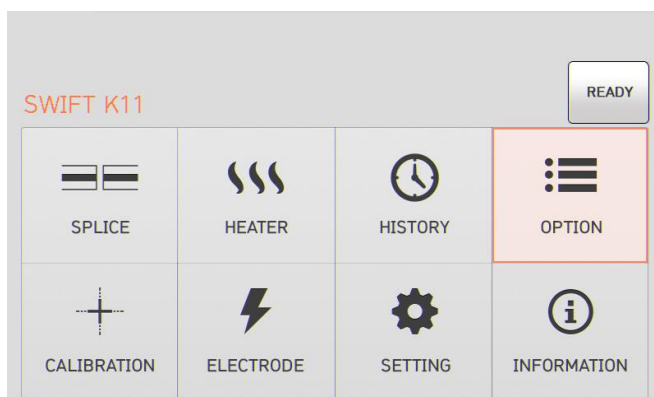 READY
SWIFT K11
SPLICE HEATER HISTORY OPTION
CALIBRATION ELECTRODE SETTING INFORMATION